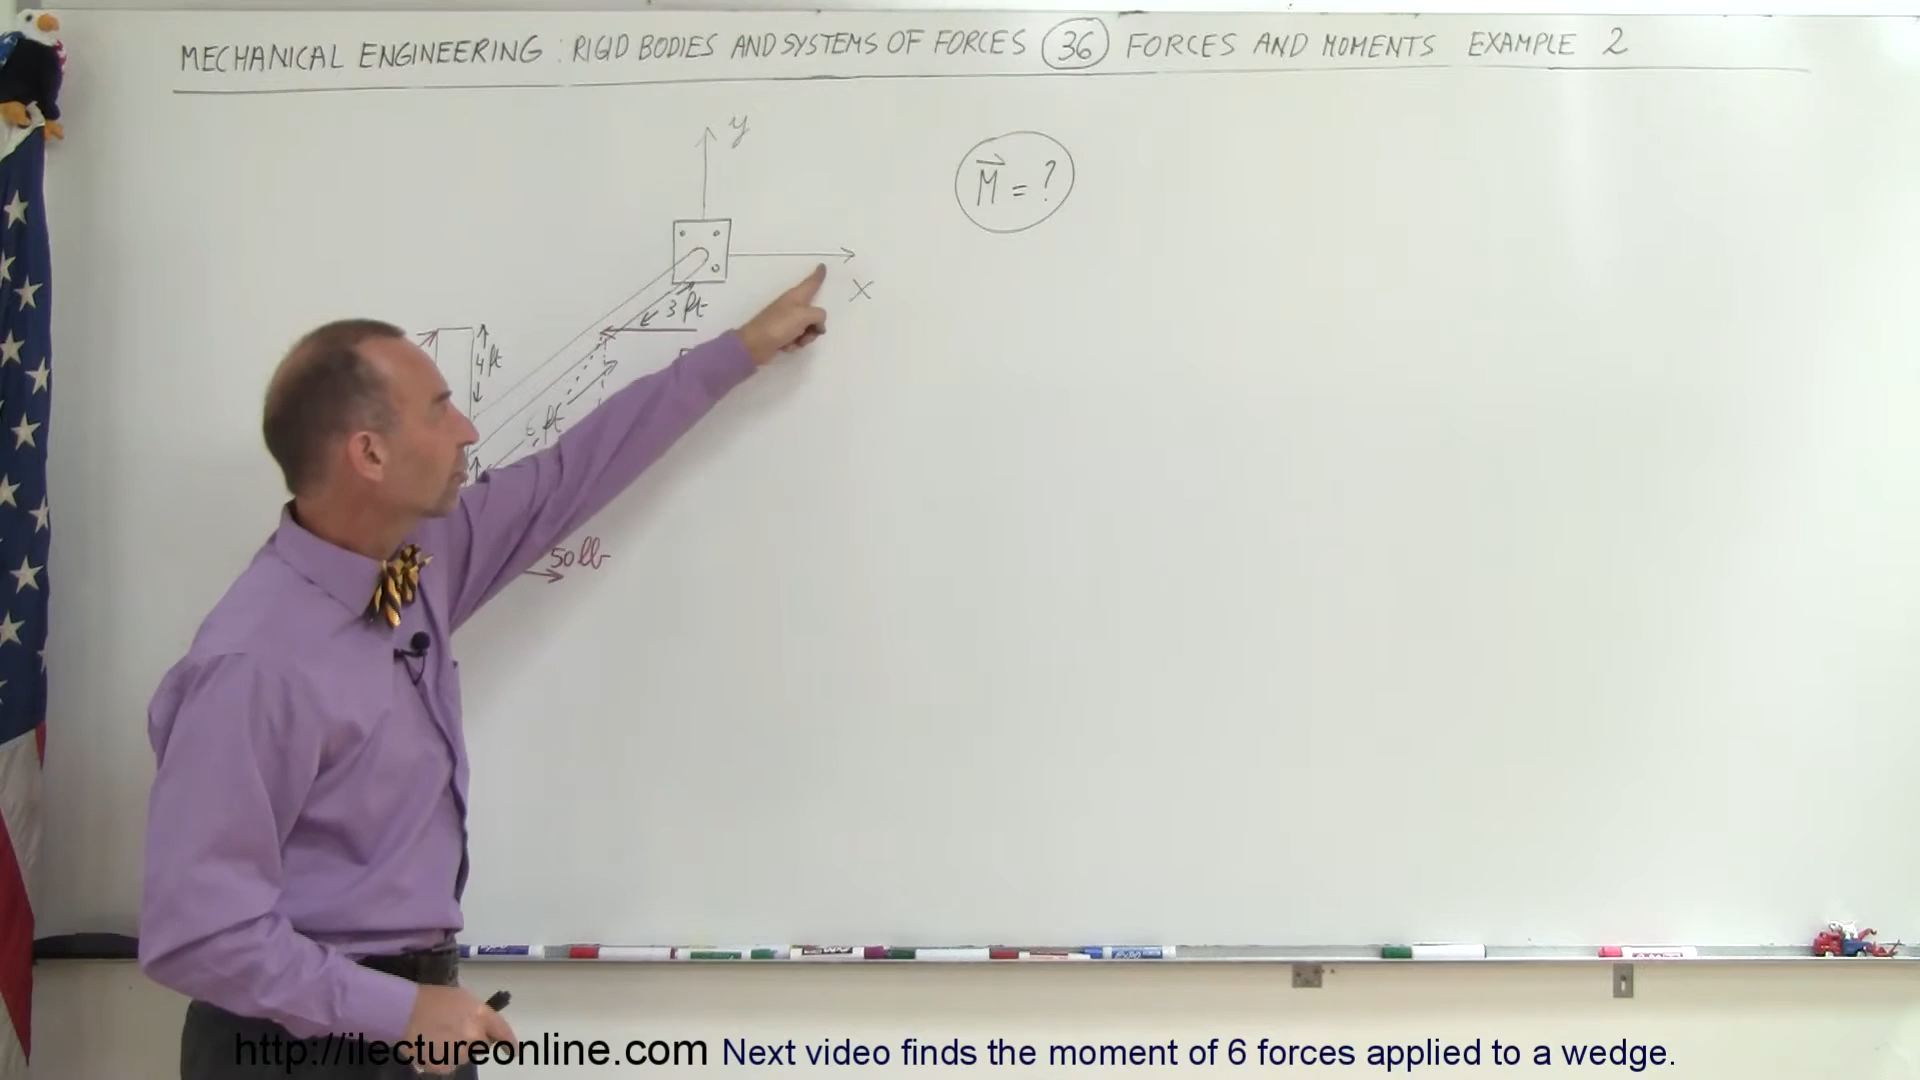 MECHANICAL ENGINEERING : RIGID BODIES AND SYSTEMS OF FORCES 36 FORCES AND MOMENTS EXAMPLE 2
y
M = ?
x
3 ft
4 ft
6 ft
50 lb
http://ilectureonline.com Next video finds the moment of 6 forces applied to a wedge.